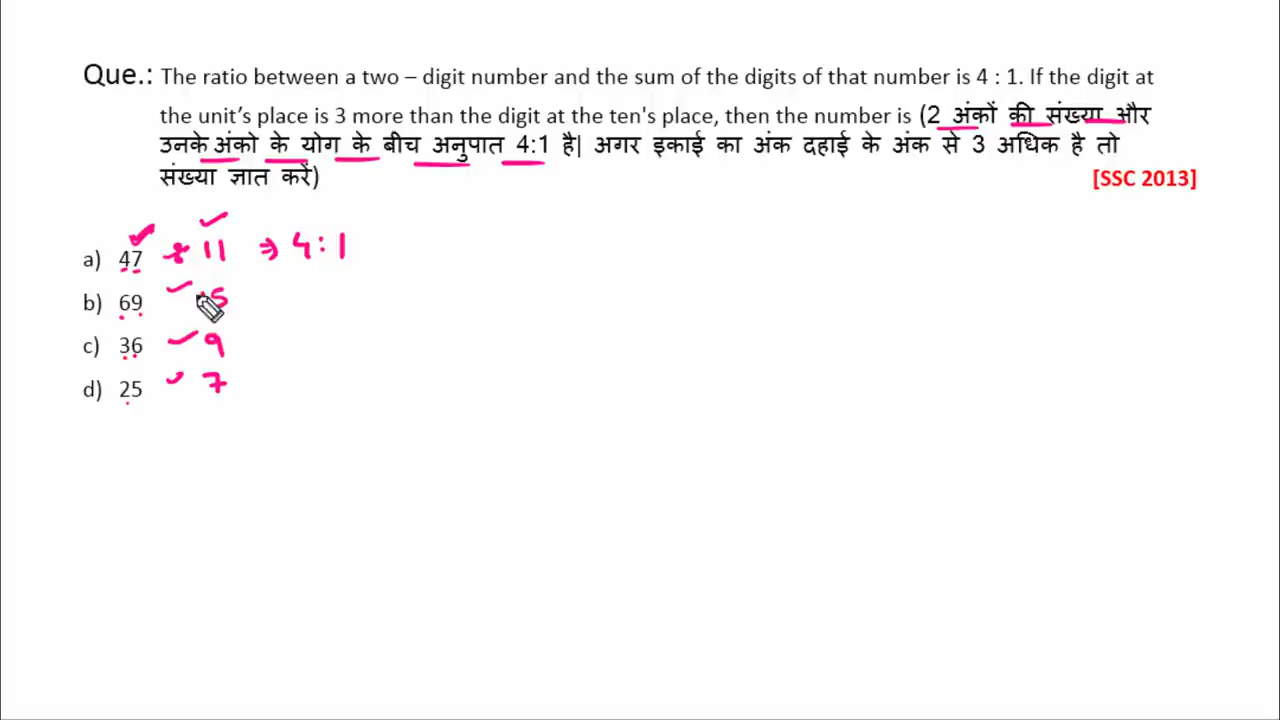 Que.: The ratio between a two – digit number and the sum of the digits of that number is 4 : 1. If the digit at
the unit’s place is 3 more than the digit at the ten's place, then the number is (2 अंकों की संख्या और
उनके अंको के योग के बीच अनुपात 4:1 है| अगर इकाई का अंक दहाई के अंक से 3 अधिक है तो
संख्या ज्ञात करें)
[SSC 2013]
a) 47 11 ⇒ 4:1
b) 69
c) 36 9
d) 25 7